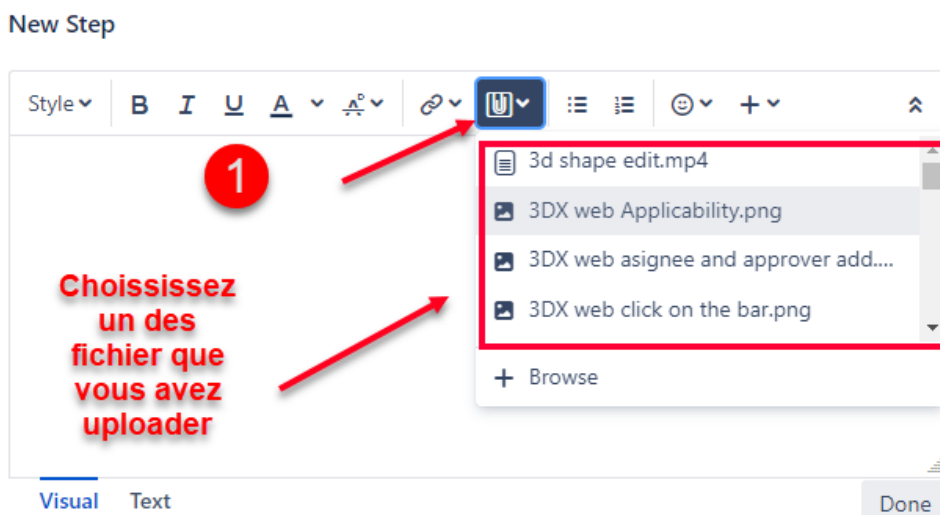 New Step
Style B I U A
1
3d shape edit.mp4
3DX web Applicability.png
3DX web asignee and approver add....
3DX web click on the bar.png
Browse
Choississez
un des
fichier que
vous avez
uploader
Visual Text
Done